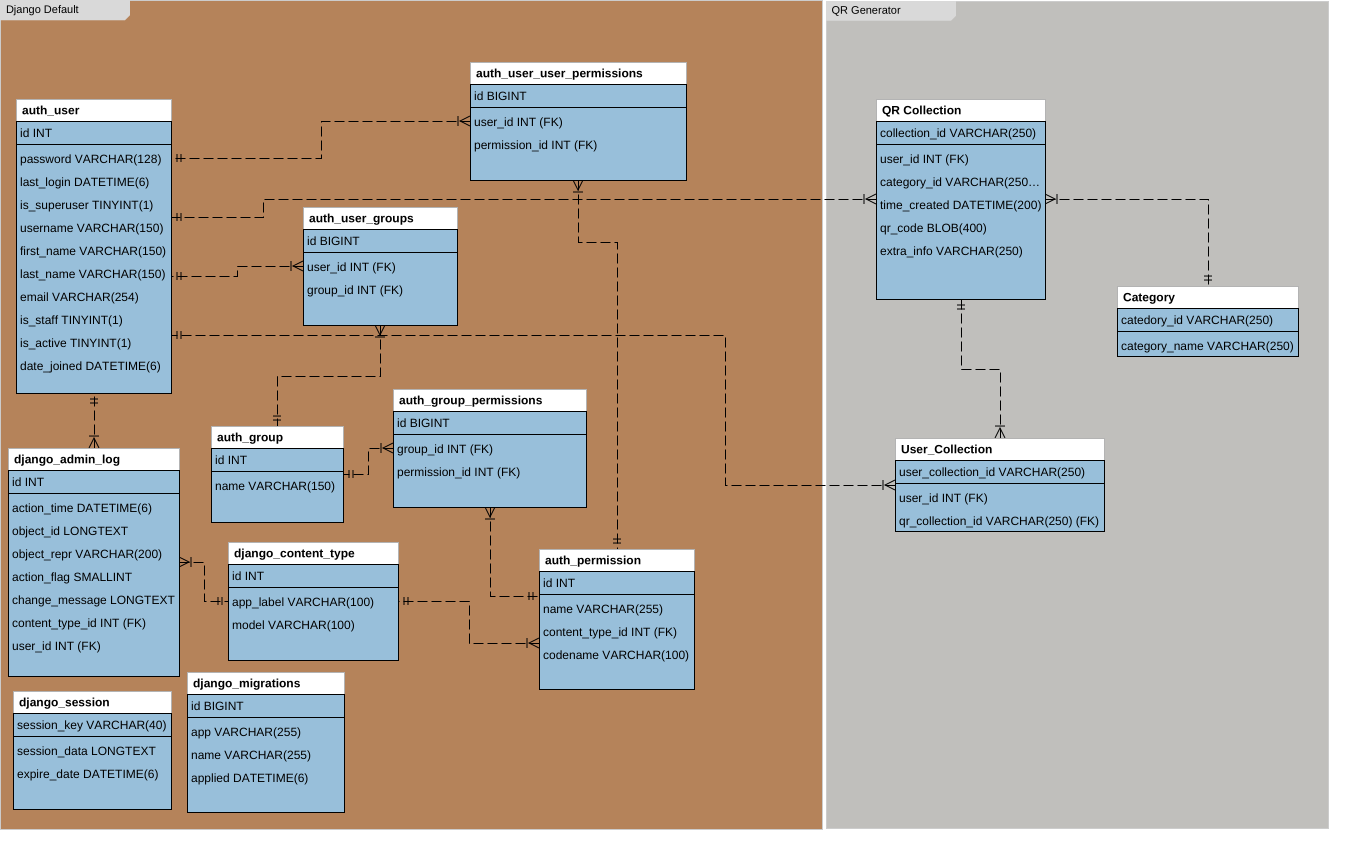 Django Default
QR Generator
auth_user_user_permissions
id BIGINT
user_id INT (FK)
permission_id INT (FK)
auth_user
id INT
password VARCHAR(128)
last_login DATETIME(6)
is_superuser TINYINT(1)
username VARCHAR(150)
first_name VARCHAR(150)
last_name VARCHAR(150)
email VARCHAR(254)
is_staff TINYINT(1)
is_active TINYINT(1)
date_joined DATETIME(6)
QR Collection
collection_id VARCHAR(250)
user_id INT (FK)
category_id VARCHAR(250...
time_created DATETIME(200)
qr_code BLOB(400)
extra_info VARCHAR(250)
auth_user_groups
id BIGINT
user_id INT (FK)
group_id INT (FK)
Category
catedory_id VARCHAR(250)
category_name VARCHAR(250)
auth_group_permissions
id BIGINT
group_id INT (FK)
permission_id INT (FK)
auth_group
id INT
name VARCHAR(150)
User_Collection
user_collection_id VARCHAR(250)
user_id INT (FK)
qr_collection_id VARCHAR(250) (FK)
django_admin_log
id INT
action_time DATETIME(6)
object_id LONGTEXT
object_repr VARCHAR(200)
action_flag SMALLINT
change_message LONGTEXT
content_type_id INT (FK)
user_id INT (FK)
django_content_type
id INT
app_label VARCHAR(100)
model VARCHAR(100)
auth_permission
id INT
name VARCHAR(255)
content_type_id INT (FK)
codename VARCHAR(100)
django_session
session_key VARCHAR(40)
session_data LONGTEXT
expire_date DATETIME(6)
django_migrations
id BIGINT
app VARCHAR(255)
name VARCHAR(255)
applied DATETIME(6)